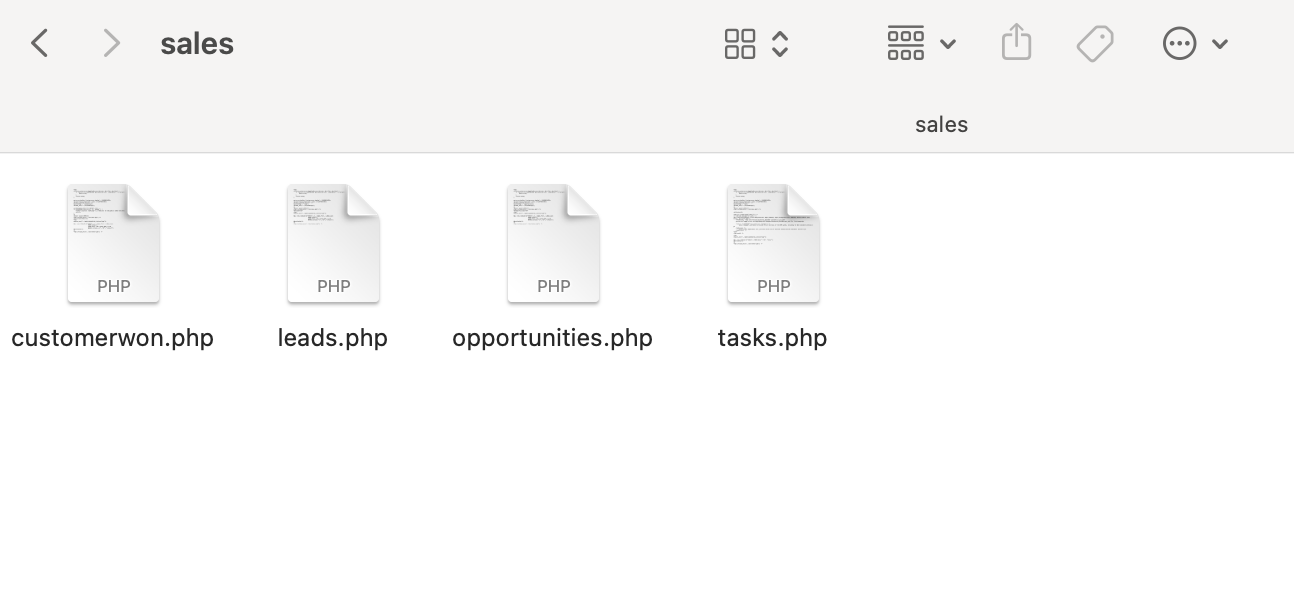 sales
sales
PHP
PHP
PHP
PHP
customerwon.php
leads.php
opportunities.php
tasks.php